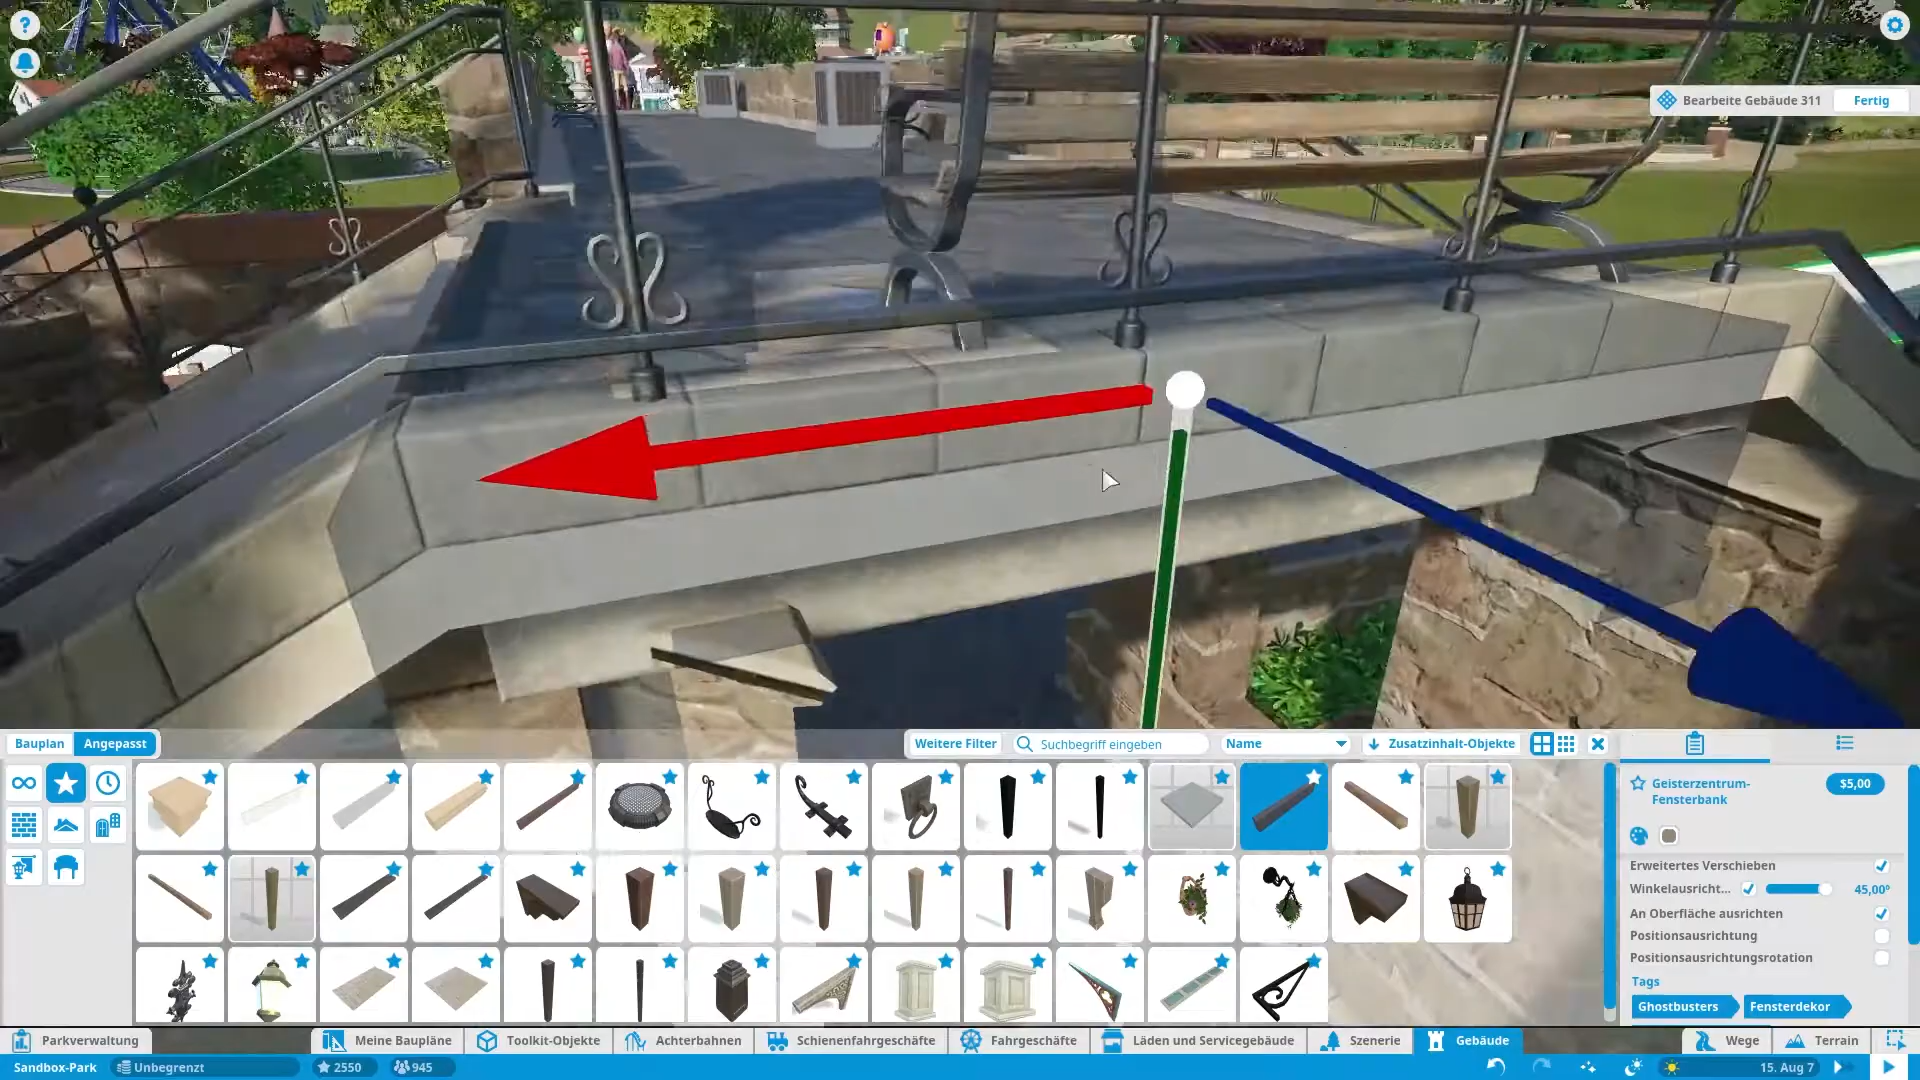 ?
Bearbeite Gebäude 311
Fertig
Bauplan
Angepasst
Weitere Filter
Suchbegriff eingeben
Name
Zusatzinhalt-Objekte
Geisterzentrum-
Fensterbank
$5,00
Erweitertes Verschieben
Winkelausricht...
45,00°
An Oberfläche ausrichten
Positionsausrichtung
Positionsausrichtungsrotation
Tags
Ghostbusters
Fensterdekor
Parkverwaltung
Meine Baupläne
Toolkit-Objekte
Achterbahnen
Schienenfahrgeschäfte
Fahrgeschäfte
Läden und Servicegebäude
Szenerie
Gebäude
Wege
Terrain
Sandbox-Park
Unbegrenzt
2550
945
15. Aug 7